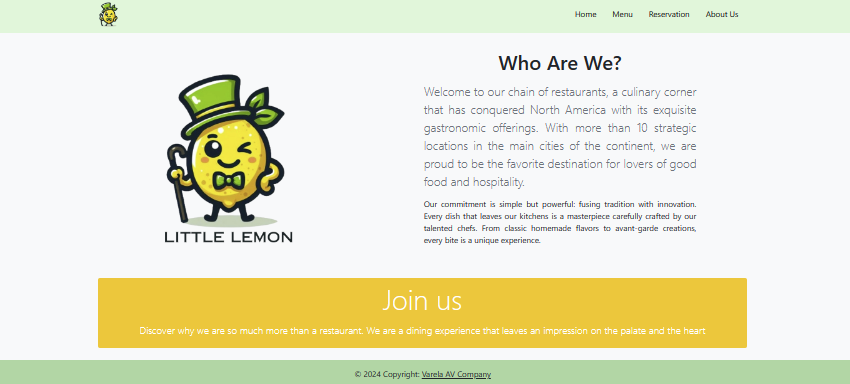 Home Menu Reservation About Us
Who Are We?
Welcome to our chain of restaurants, a culinary corner
that has conquered North America with its exquisite
gastronomic offerings. With more than 10 strategic
locations in the main cities of the continent, we are
proud to be the favorite destination for lovers of good
food and hospitality.
Our commitment is simple but powerful: fusing tradition with innovation.
Every dish that leaves our kitchens is a masterpiece carefully crafted by our
talented chefs. From classic homemade flavors to avant-garde creations,
every bite is a unique experience.
LITTLE LEMON
Join us
Discover why we are so much more than a restaurant. We are a dining experience that leaves an impression on the palate and the heart
© 2024 Copyright: Varela AV Company